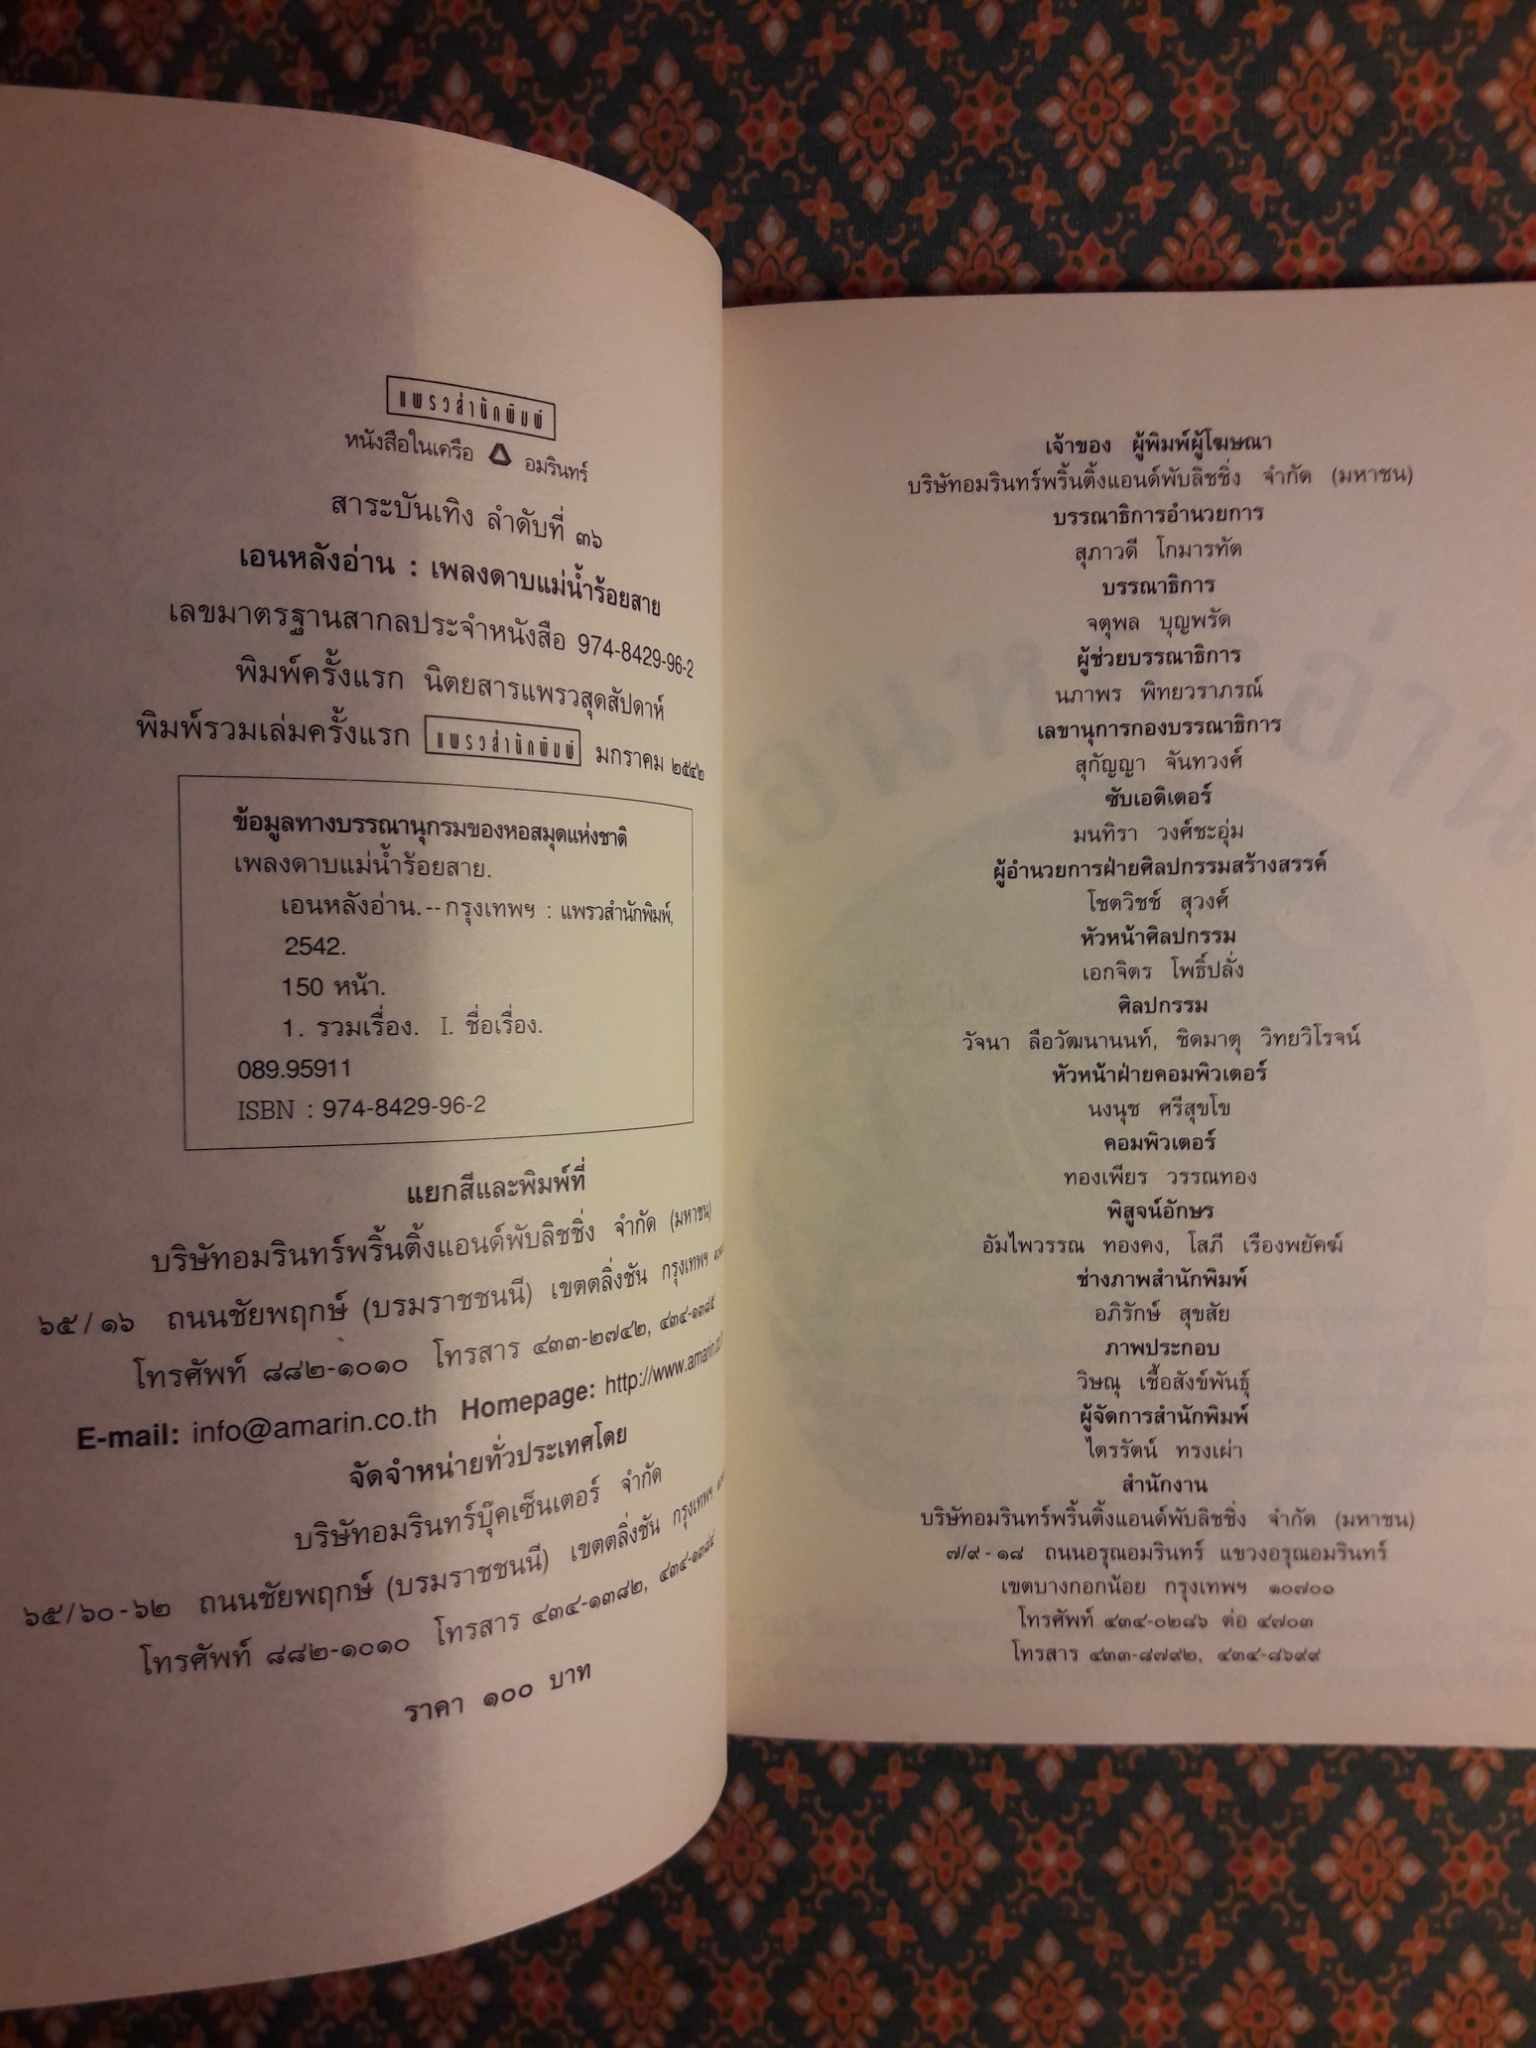 แพรวสำนักพิมพ์
หนังสือในเครือ อมรินทร์
สาระบันเทิง ลำดับที่ ๓๖
เอนหลังอ่าน : เพลงดาบแม่น้ำร้อยสาย
เลขมาตรฐานสากลประจำหนังสือ 974-8429-96-2
พิมพ์ครั้งแรก นิตยสารแพรวสุดสัปดาห์
พิมพ์รวมเล่มครั้งแรก แพรวสำนักพิมพ์ มกราคม ๒๕๔๒
ข้อมูลทางบรรณานุกรมของหอสมุดแห่งชาติ
เพลงดาบแม่น้ำร้อยสาย.
เอนหลังอ่าน.--กรุงเทพฯ : แพรวสำนักพิมพ์,
2542.
150 หน้า.
1. รวมเรื่อง. I. ชื่อเรื่อง.
089.95911
ISBN : 974-8429-96-2
แยกสีและพิมพ์ที่
บริษัทอมรินทร์พริ้นติ้งแอนด์พับลิชชิ่ง จำกัด (มหาชน)
๖๕/๑๖ ถนนชัยพฤกษ์ (บรมราชชนนี) เขตตลิ่งชัน กรุงเทพฯ
โทรศัพท์ ๘๘๒-๑๐๑๐ โทรสาร ๔๓๓-๒๗๔๒, ๔๓๔-๑๓๘๕
E-mail: info@amarin.co.th Homepage: http://www.amarin.co
จัดจำหน่ายทั่วประเทศโดย
บริษัทอมรินทร์บุ๊คเซ็นเตอร์ จำกัด
๖๕/๖๐-๖๒ ถนนชัยพฤกษ์ (บรมราชชนนี) เขตตลิ่งชัน กรุงเทพฯ
โทรศัพท์ ๘๘๒-๑๐๑๐ โทรสาร ๔๓๔-๑๓๘๒,
ราคา ๑๐๐ บาท
เจ้าของ ผู้พิมพ์ผู้โฆษณา
บริษัทอมรินทร์พริ้นติ้งแอนด์พับลิชชิ่ง จำกัด (มหาชน)
บรรณาธิการอำนวยการ
สุภาวดี โกมารทัต
บรรณาธิการ
จตุพล บุญพรัด
ผู้ช่วยบรรณาธิการ
นภาพร พิทยวราภรณ์
เลขานุการกองบรรณาธิการ
สุกัญญา จันทวงศ์
ซับเอดิเตอร์
มนทิรา วงศ์ชะอุ่ม
ผู้อำนวยการฝ่ายศิลปกรรมสร้างสรรค์
โชตวิชช์ สุวงศ์
หัวหน้าศิลปกรรม
เอกจิตร โพธิ์ปลั่ง
ศิลปกรรม
วัจนา ลือวัฒนานนท์, ชิดมาตุ วิทยวิโรจน์
หัวหน้าฝ่ายคอมพิวเตอร์
นงนุช ศรีสุขโข
คอมพิวเตอร์
ทองเพียร วรรณทอง
พิสูจน์อักษร
อัมไพวรรณ ทองคง, โสภี เรืองพยัคฆ์
ช่างภาพสำนักพิมพ์
อภิรักษ์ สุขสัย
ภาพประกอบ
วิษณุ เชื้อสังข์พันธุ์
ผู้จัดการสำนักพิมพ์
ไตรรัตน์ ทรงเผ่า
สำนักงาน
บริษัทอมรินทร์พริ้นติ้งแอนด์พับลิชชิ่ง จำกัด (มหาชน)
๗/๙-๑๘ ถนนอรุณอมรินทร์ แขวงอรุณอมรินทร์
เขตบางกอกน้อย กรุงเทพฯ ๑๐๗๐๐
โทรศัพท์ ๔๓๔-๐๒๘๖ ต่อ ๔๗๐๓
โทรสาร ๔๓๓-๘๗๙๒, ๔๓๔-๘๖๙๙